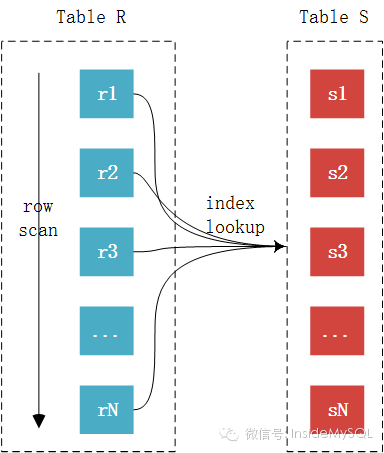 Table R
Table S
r1
s1
r2
s2
row
scan
index
lookup
r3
s3
...
...
rN
sN
微信号: InsideMySQL